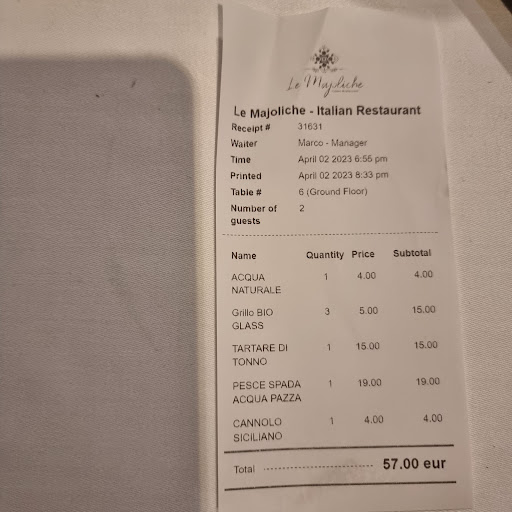 Le Majoliche
Le Majoliche - Italian Restaurant
Receipt # 31631
Waiter Marco - Manager
Time April 02 2023 6:55 pm
Printed April 02 2023 8:33 pm
Table # 6 (Ground Floor)
Number of 2
guests
Name Quantity Price Subtotal
ACQUA 1 4.00 4.00
NATURALE
Grillo BIO 3 5.00 15.00
GLASS
TARTARE DI 1 15.00 15.00
TONNO
PESCE SPADA 1 19.00 19.00
ACQUA PAZZA
CANNOLO 1 4.00 4.00
SICILIANO
Total 57.00 eur